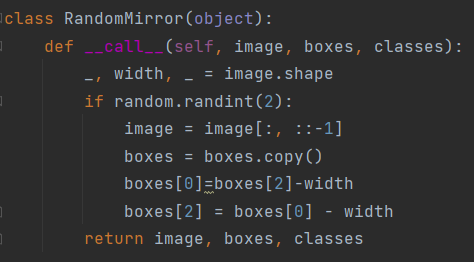 class RandomMirror(object):
    def __call__(self, image, boxes, classes):
        _, width, _ = image.shape
        if random.randint(2):
            image = image[:, ::-1]
            boxes = boxes.copy()
            boxes[0]=boxes[2]-width
            boxes[2] = boxes[0] - width
        return image, boxes, classes